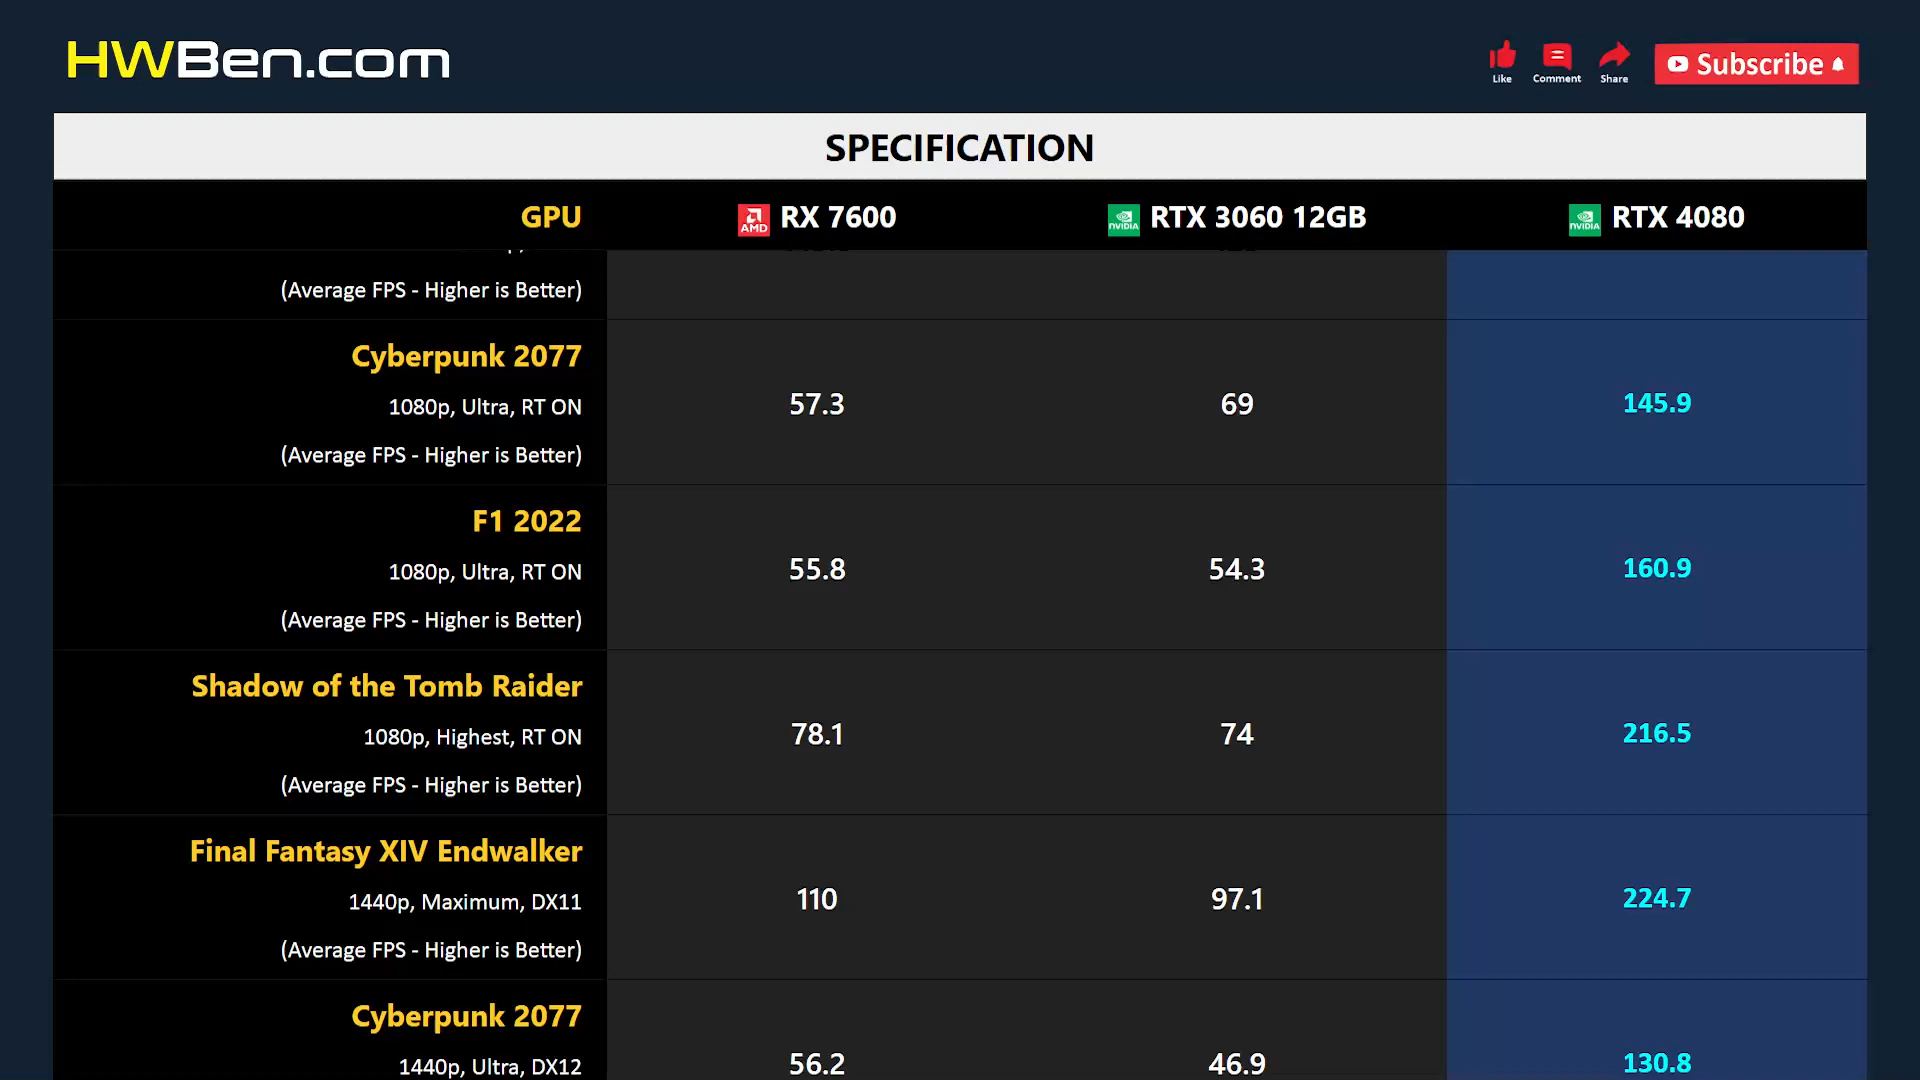 HWBen.com
Like
Comment
Share
Subscribe
SPECIFICATION
GPU
AMD RX 7600
NVIDIA RTX 3060 12GB
NVIDIA RTX 4080
(Average FPS - Higher is Better)
Cyberpunk 2077
1080p, Ultra, RT ON
(Average FPS - Higher is Better)
57.3
69
145.9
F1 2022
1080p, Ultra, RT ON
(Average FPS - Higher is Better)
55.8
54.3
160.9
Shadow of the Tomb Raider
1080p, Highest, RT ON
(Average FPS - Higher is Better)
78.1
74
216.5
Final Fantasy XIV Endwalker
1440p, Maximum, DX11
(Average FPS - Higher is Better)
110
97.1
224.7
Cyberpunk 2077
1440p, Ultra, DX12
56.2
46.9
130.8